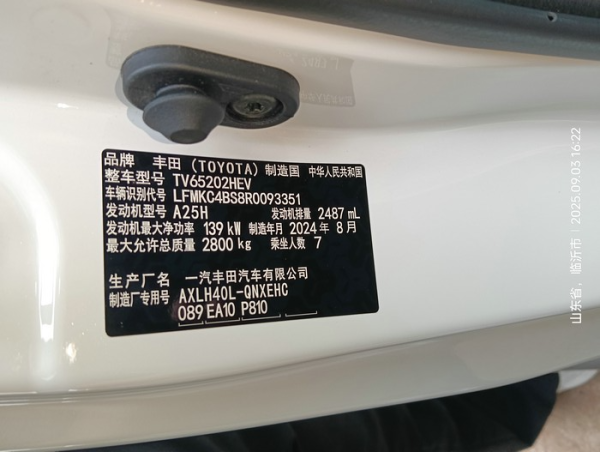 品牌 丰田 (TOYOTA) 制造国 中华人民共和国
整车型号 TV65202HEV
车辆识别代号 LFMKC4BS8R0093351
发动机型号 A25H 发动机排量 2487 mL
发动机最大净功率 139 kW 制造年月 2024 年 8 月
最大允许总质量 2800 kg 乘坐人数 7
生产厂名 一汽丰田汽车有限公司
制造厂专用号 AXLH40L-QNXEHC
089 EA10 P810
山东省, 临沂市 | 2025.09.03 16:22